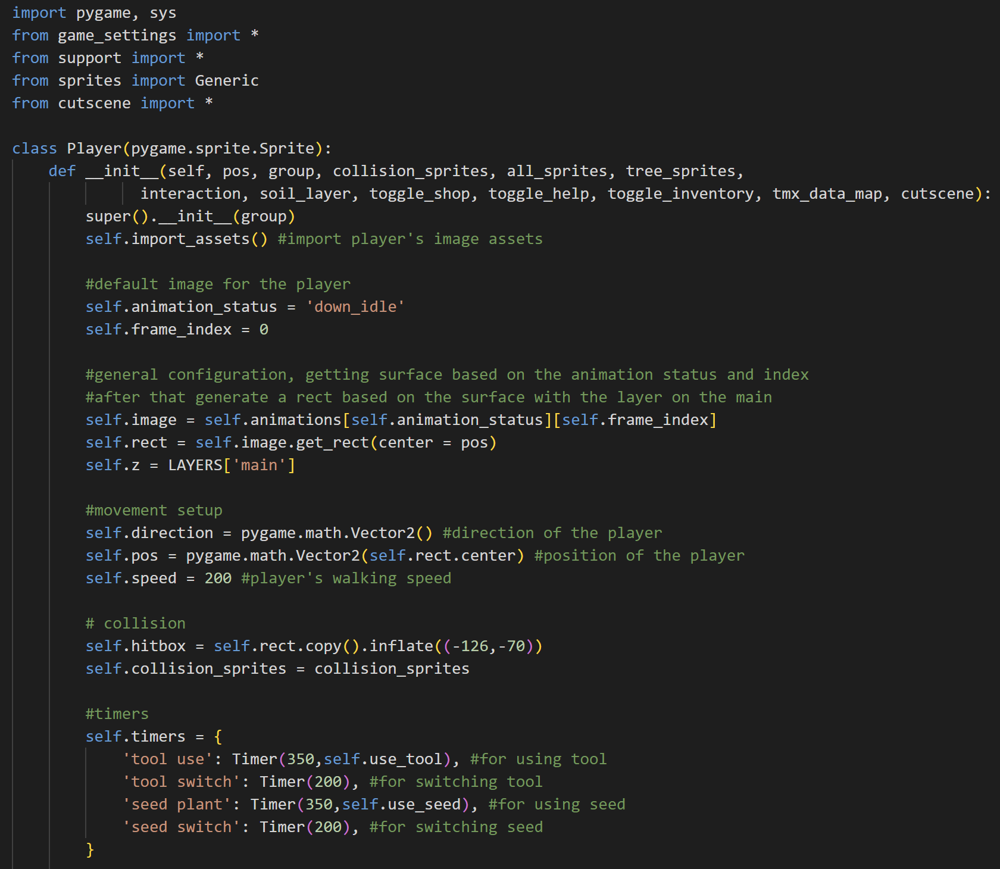 import pygame, sys
from game_settings import *
from support import *
from sprites import Generic
from cutscene import *

class Player(pygame.sprite.Sprite):
    def __init__(self, pos, group, collision_sprites, all_sprites, tree_sprites,
              interaction, soil_layer, toggle_shop, toggle_help, toggle_inventory, tmx_data_map, cutscene):
        super().__init__(group)
        self.import_assets() #import player's image assets

        #default image for the player
        self.animation_status = 'down_idle'
        self.frame_index = 0

        #general configuration, getting surface based on the animation status and index
        #after that generate a rect based on the surface with the layer on the main
        self.image = self.animations[self.animation_status][self.frame_index]
        self.rect = self.image.get_rect(center = pos)
        self.z = LAYERS['main']

        #movement setup
        self.direction = pygame.math.Vector2() #direction of the player
        self.pos = pygame.math.Vector2(self.rect.center) #position of the player
        self.speed = 200 #player's walking speed

        # collision
        self.hitbox = self.rect.copy().inflate((-126,-70))
        self.collision_sprites = collision_sprites

        #timers
        self.timers = {
            'tool use': Timer(350,self.use_tool), #for using tool
            'tool switch': Timer(200), #for switching tool
            'seed plant': Timer(350,self.use_seed), #for using seed
            'seed switch': Timer(200), #for switching seed
        }